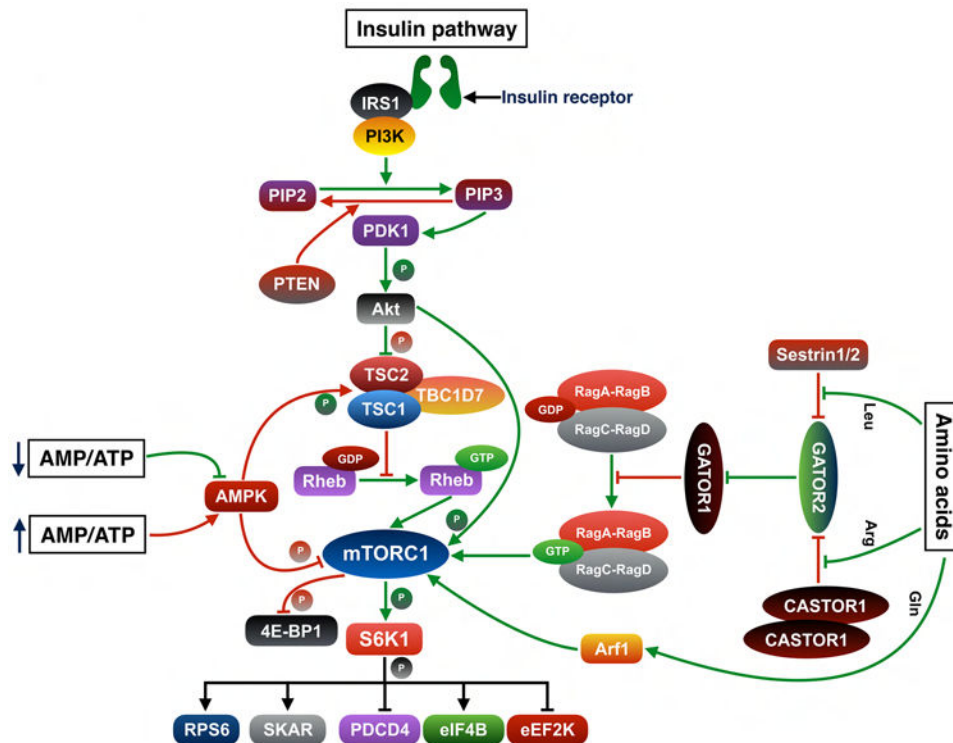 Insulin pathway
IRS1
Insulin receptor
PI3K
PIP2
PIP3
PDK1
PTEN
P
Akt
P
TSC2
TBC1D7
TSC1
P
Sestrin1/2
Leu
Amino acids
RagA-RagB
GDP
RagC-RagD
GATOR1
GATOR2
AMP/ATP
GDP
GTP
Rheb
Rheb
AMPK
AMP/ATP
P
Arg
RagA-RagB
GTP
RagC-RagD
P
mTORC1
CASTOR1
CASTOR1
Gln
P
P
4E-BP1
S6K1
Arf1
P
RPS6
SKAR
PDCD4
eIF4B
eEF2K